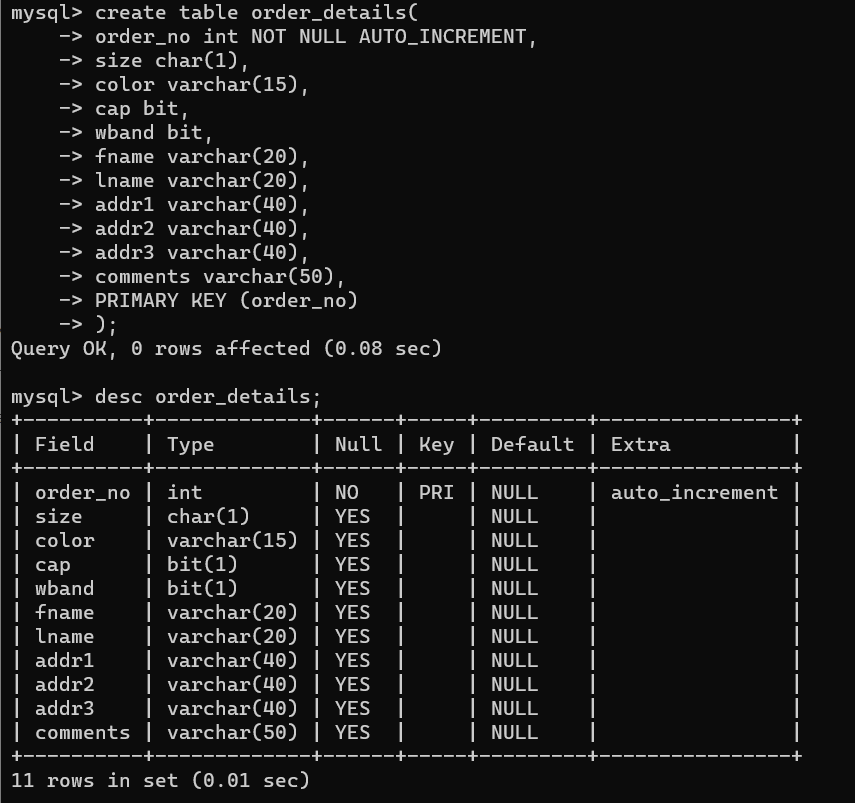 mysql> create table order_details(
    -> order_no int NOT NULL AUTO_INCREMENT,
    -> size char(1),
    -> color varchar(15),
    -> cap bit,
    -> wband bit,
    -> fname varchar(20),
    -> lname varchar(20),
    -> addr1 varchar(40),
    -> addr2 varchar(40),
    -> addr3 varchar(40),
    -> comments varchar(50),
    -> PRIMARY KEY (order_no)
    -> );
Query OK, 0 rows affected (0.08 sec)

mysql> desc order_details;
+----------+-------------+------+-----+---------+----------------+
| Field    | Type        | Null | Key | Default | Extra          |
+----------+-------------+------+-----+---------+----------------+
| order_no | int         | NO   | PRI | NULL    | auto_increment |
| size     | char(1)     | YES  |     | NULL    |                |
| color    | varchar(15) | YES  |     | NULL    |                |
| cap      | bit(1)      | YES  |     | NULL    |                |
| wband    | bit(1)      | YES  |     | NULL    |                |
| fname    | varchar(20) | YES  |     | NULL    |                |
| lname    | varchar(20) | YES  |     | NULL    |                |
| addr1    | varchar(40) | YES  |     | NULL    |                |
| addr2    | varchar(40) | YES  |     | NULL    |                |
| addr3    | varchar(40) | YES  |     | NULL    |                |
| comments | varchar(50) | YES  |     | NULL    |                |
+----------+-------------+------+-----+---------+----------------+
11 rows in set (0.01 sec)